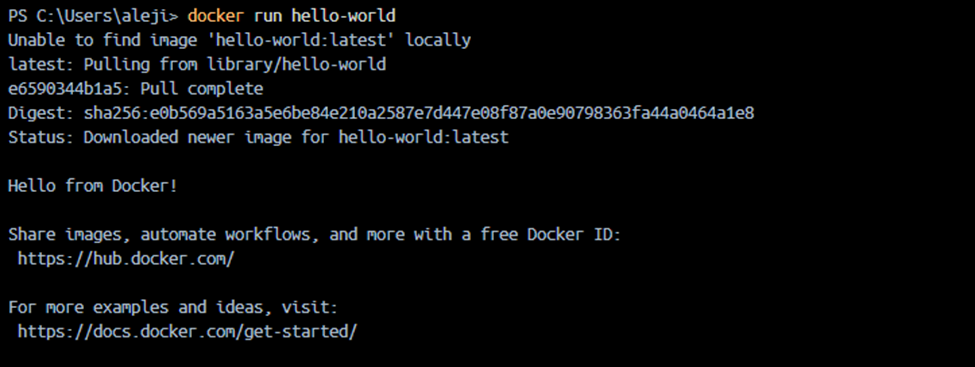 PS C:\Users\aleji> docker run hello-world
Unable to find image 'hello-world:latest' locally
latest: Pulling from library/hello-world
e6590344b1a5: Pull complete
Digest: sha256:e0b569a5163a5e6be84e210a2587e7d447e08f87a0e90798363fa44a0464a1e8
Status: Downloaded newer image for hello-world:latest
Hello from Docker!
Share images, automate workflows, and more with a free Docker ID:
https://hub.docker.com/
For more examples and ideas, visit:
https://docs.docker.com/get-started/